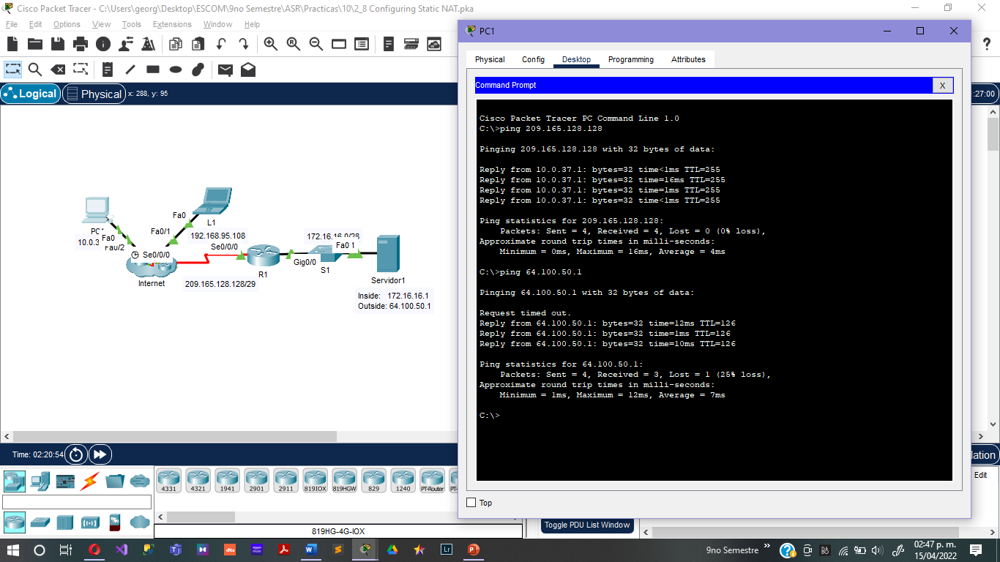 Cisco Packet Tracer - C:\Users\georg\Desktop\ESCOM\9no Semestre\ASR\Practicas\10\2_8 Configuring Static NAT.pka
File Edit Options View Tools Extensions Window Help
Logical Physical x: 288, y: 95
:27:00
PC1
Physical Config Desktop Programming Attributes
Command Prompt
X
Cisco Packet Tracer PC Command Line 1.0
C:\>ping 209.165.128.128
Pinging 209.165.128.128 with 32 bytes of data:
Reply from 10.0.37.1: bytes=32 time<1ms TTL=255
Reply from 10.0.37.1: bytes=32 time=16ms TTL=255
Reply from 10.0.37.1: bytes=32 time=1ms TTL=255
Reply from 10.0.37.1: bytes=32 time<1ms TTL=255
Ping statistics for 209.165.128.128:
Packets: Sent = 4, Received = 4, Lost = 0 (0% loss),
Approximate round trip times in milli-seconds:
Minimum = 0ms, Maximum = 16ms, Average = 4ms
C:\>ping 64.100.50.1
Pinging 64.100.50.1 with 32 bytes of data:
Request timed out.
Reply from 64.100.50.1: bytes=32 time=12ms TTL=126
Reply from 64.100.50.1: bytes=32 time=1ms TTL=126
Reply from 64.100.50.1: bytes=32 time=10ms TTL=126
Ping statistics for 64.100.50.1:
Packets: Sent = 4, Received = 3, Lost = 1 (25% loss),
Approximate round trip times in milli-seconds:
Minimum = 1ms, Maximum = 12ms, Average = 7ms
C:\>
Top
Fa0
L1
Fa0/1
192.168.95.108
172.16.16.0/28
Fa0
Fa0/2
Se0/0/0
Fa0
Se0/0/0
Gig0/0
S1
R1
Internet
209.165.128.128/29
Servidor1
Inside: 172.16.16.1
Outside: 64.100.50.1
Time: 02:20:54
4331 4321 1941 2901 2911 819IOX 819HGW 829 1240 PT-Router
819HG-4G-IOX
Toggle PDU List Window
Edit
9no Semestre
02:47 p. m.
15/04/2022